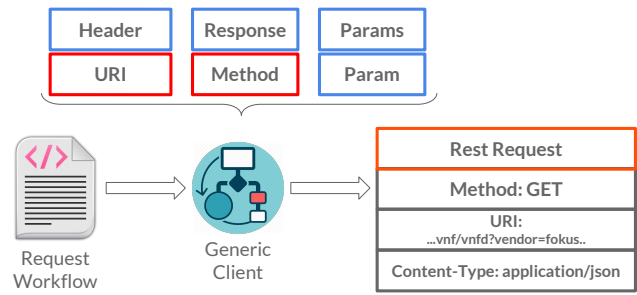 Header
Response
Params
URI
Method
Param
</>
Request
Workflow
Generic
Client
Rest Request
Method: GET
URI:
...vnf/vnfd?vendor=fokus..
Content-Type: application/json